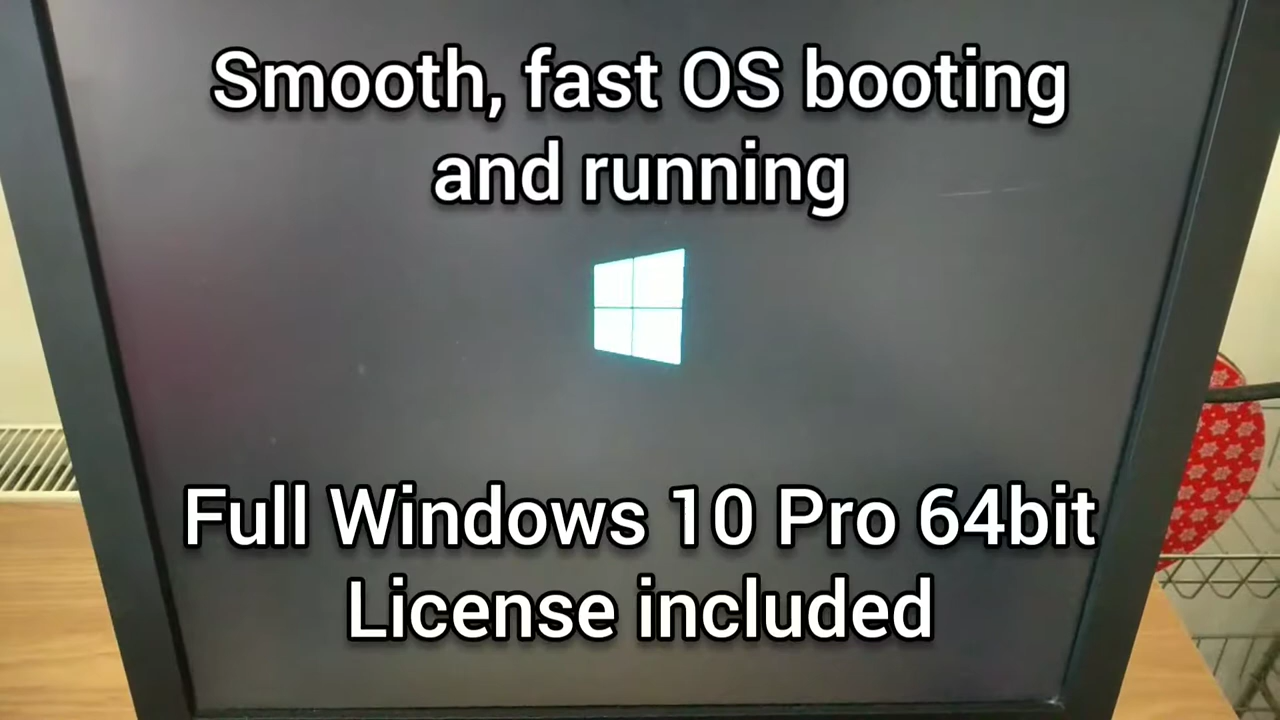 Smooth, fast OS booting
and running
Full Windows 10 Pro 64bit
License included